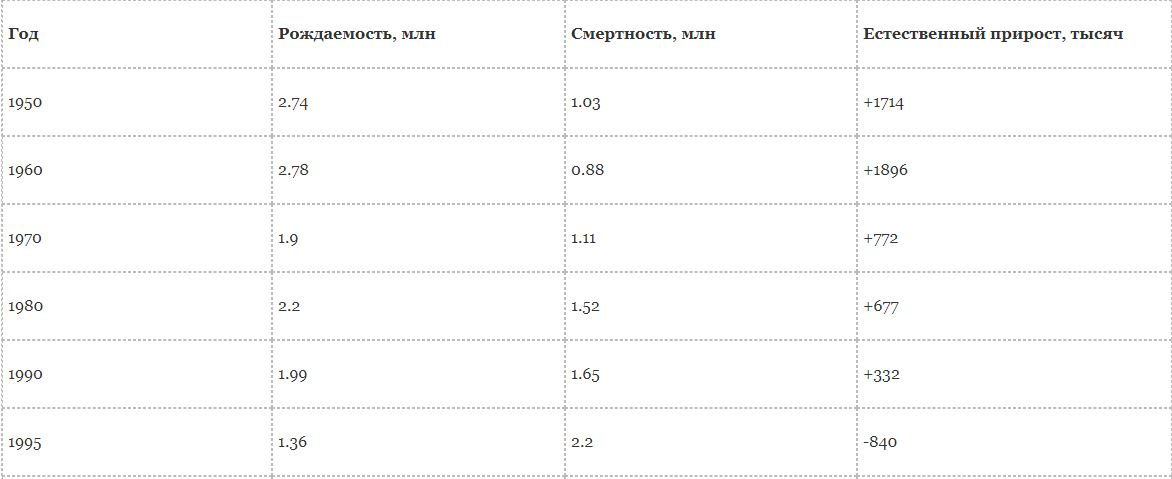 Год Рождаемость, млн Смертность, млн Естественный прирост, тысяч
1950 2.74 1.03 +1714
1960 2.78 0.88 +1896
1970 1.9 1.11 +772
1980 2.2 1.52 +677
1990 1.99 1.65 +332
1995 1.36 2.2 -840